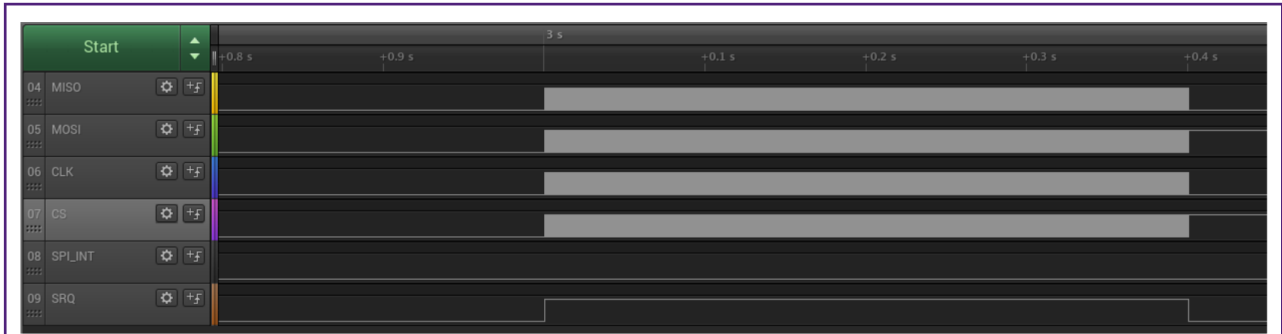 Start
3 s
+0.8 s +0.9 s +0.1 s +0.2 s +0.3 s +0.4 s
04 MISO
05 MOSI
06 CLK
07 CS
08 SPI_INT
09 SRQ